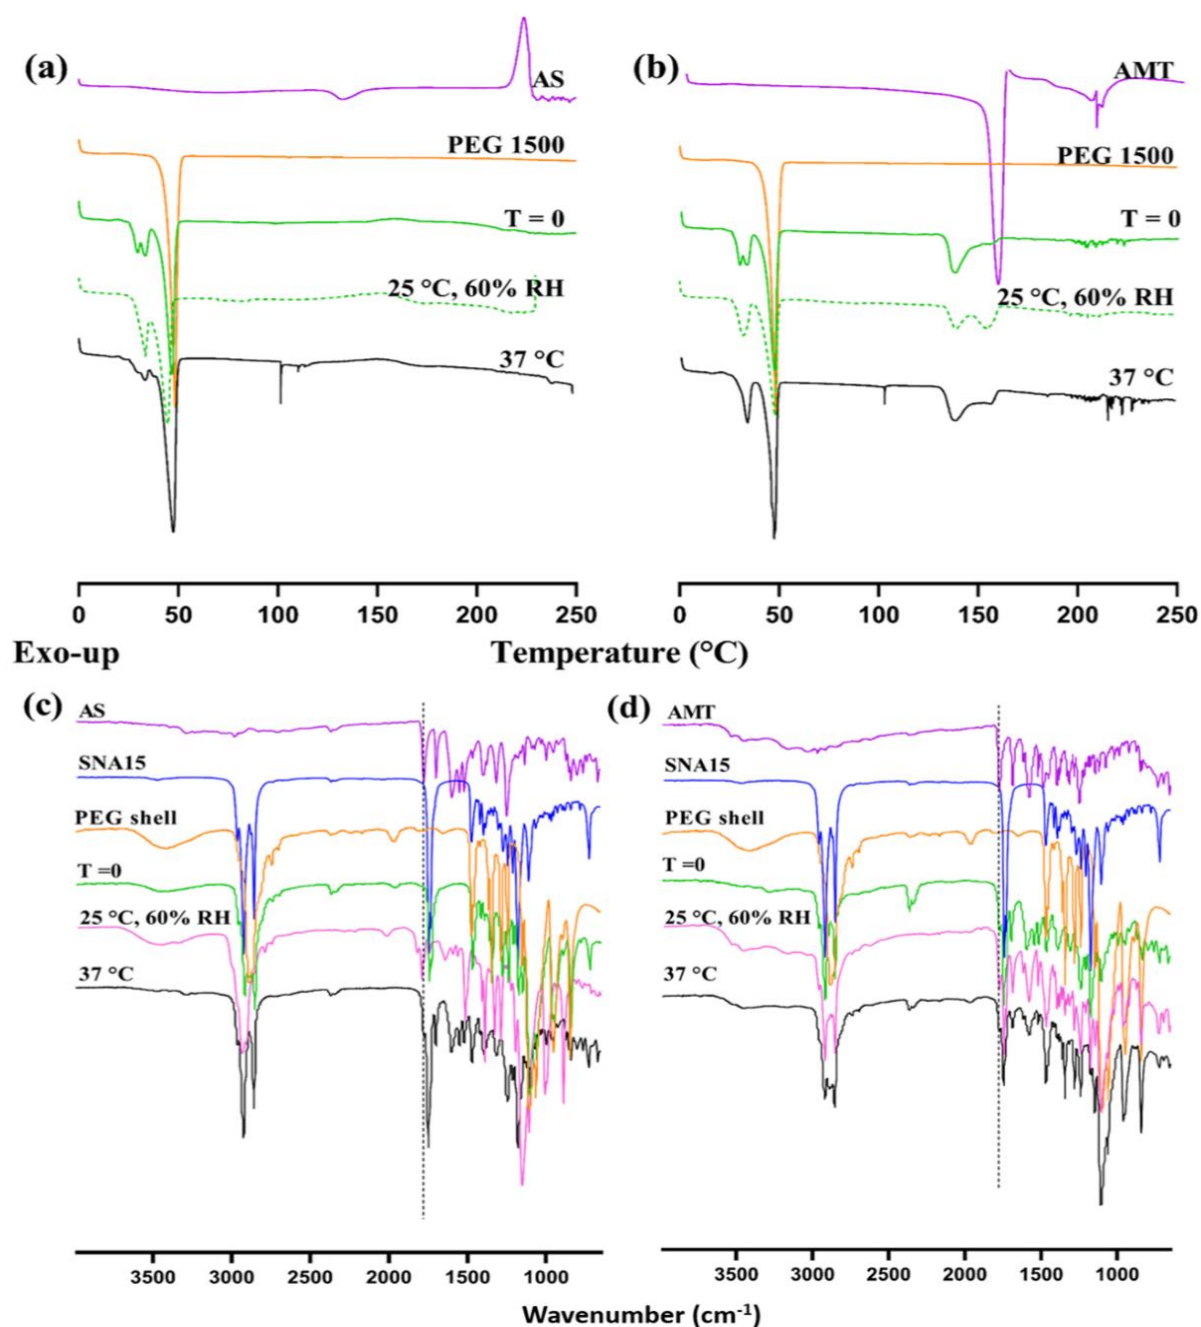 (a)
AS
PEG 1500
T = 0
25 °C, 60% RH
37 °C
0 50 100 150 200 250
(b)
AMT
PEG 1500
T = 0
25 °C, 60% RH
37 °C
0 50 100 150 200 250
Exo-up
Temperature (°C)
(c)
AS
SNA15
PEG shell
T =0
25 °C, 60% RH
37 °C
3500 3000 2500 2000 1500 1000
(d)
AMT
SNA15
PEG shell
T =0
25 °C, 60% RH
37 °C
3500 3000 2500 2000 1500 1000
Wavenumber (cm⁻¹)